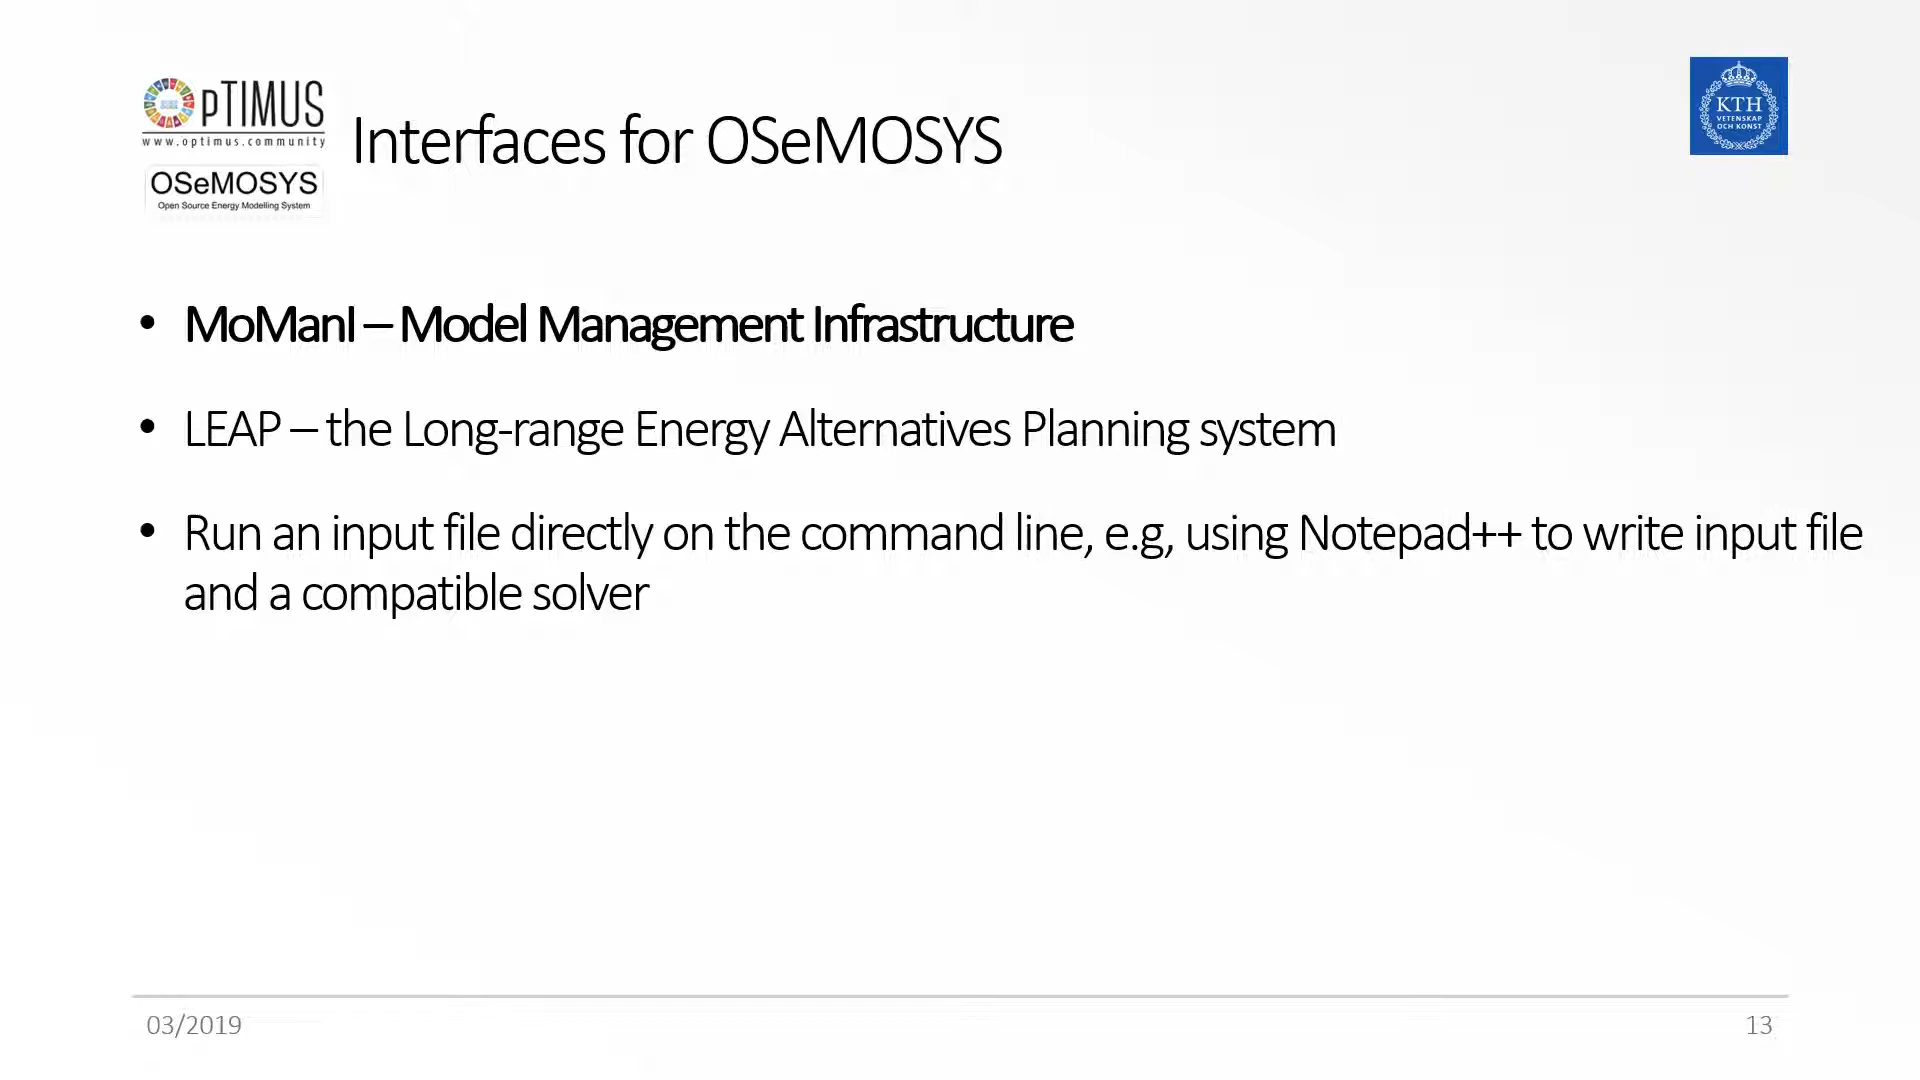 OPTIMUS
www.optimus.community
OSeMOSYS
Open Source Energy Modelling System
Interfaces for OSeMOSYS
KTH
VETENSKAP
OCH KONST
• MoManI – Model Management Infrastructure
• LEAP – the Long-range Energy Alternatives Planning system
• Run an input file directly on the command line, e.g, using Notepad++ to write input file
and a compatible solver
03/2019
13